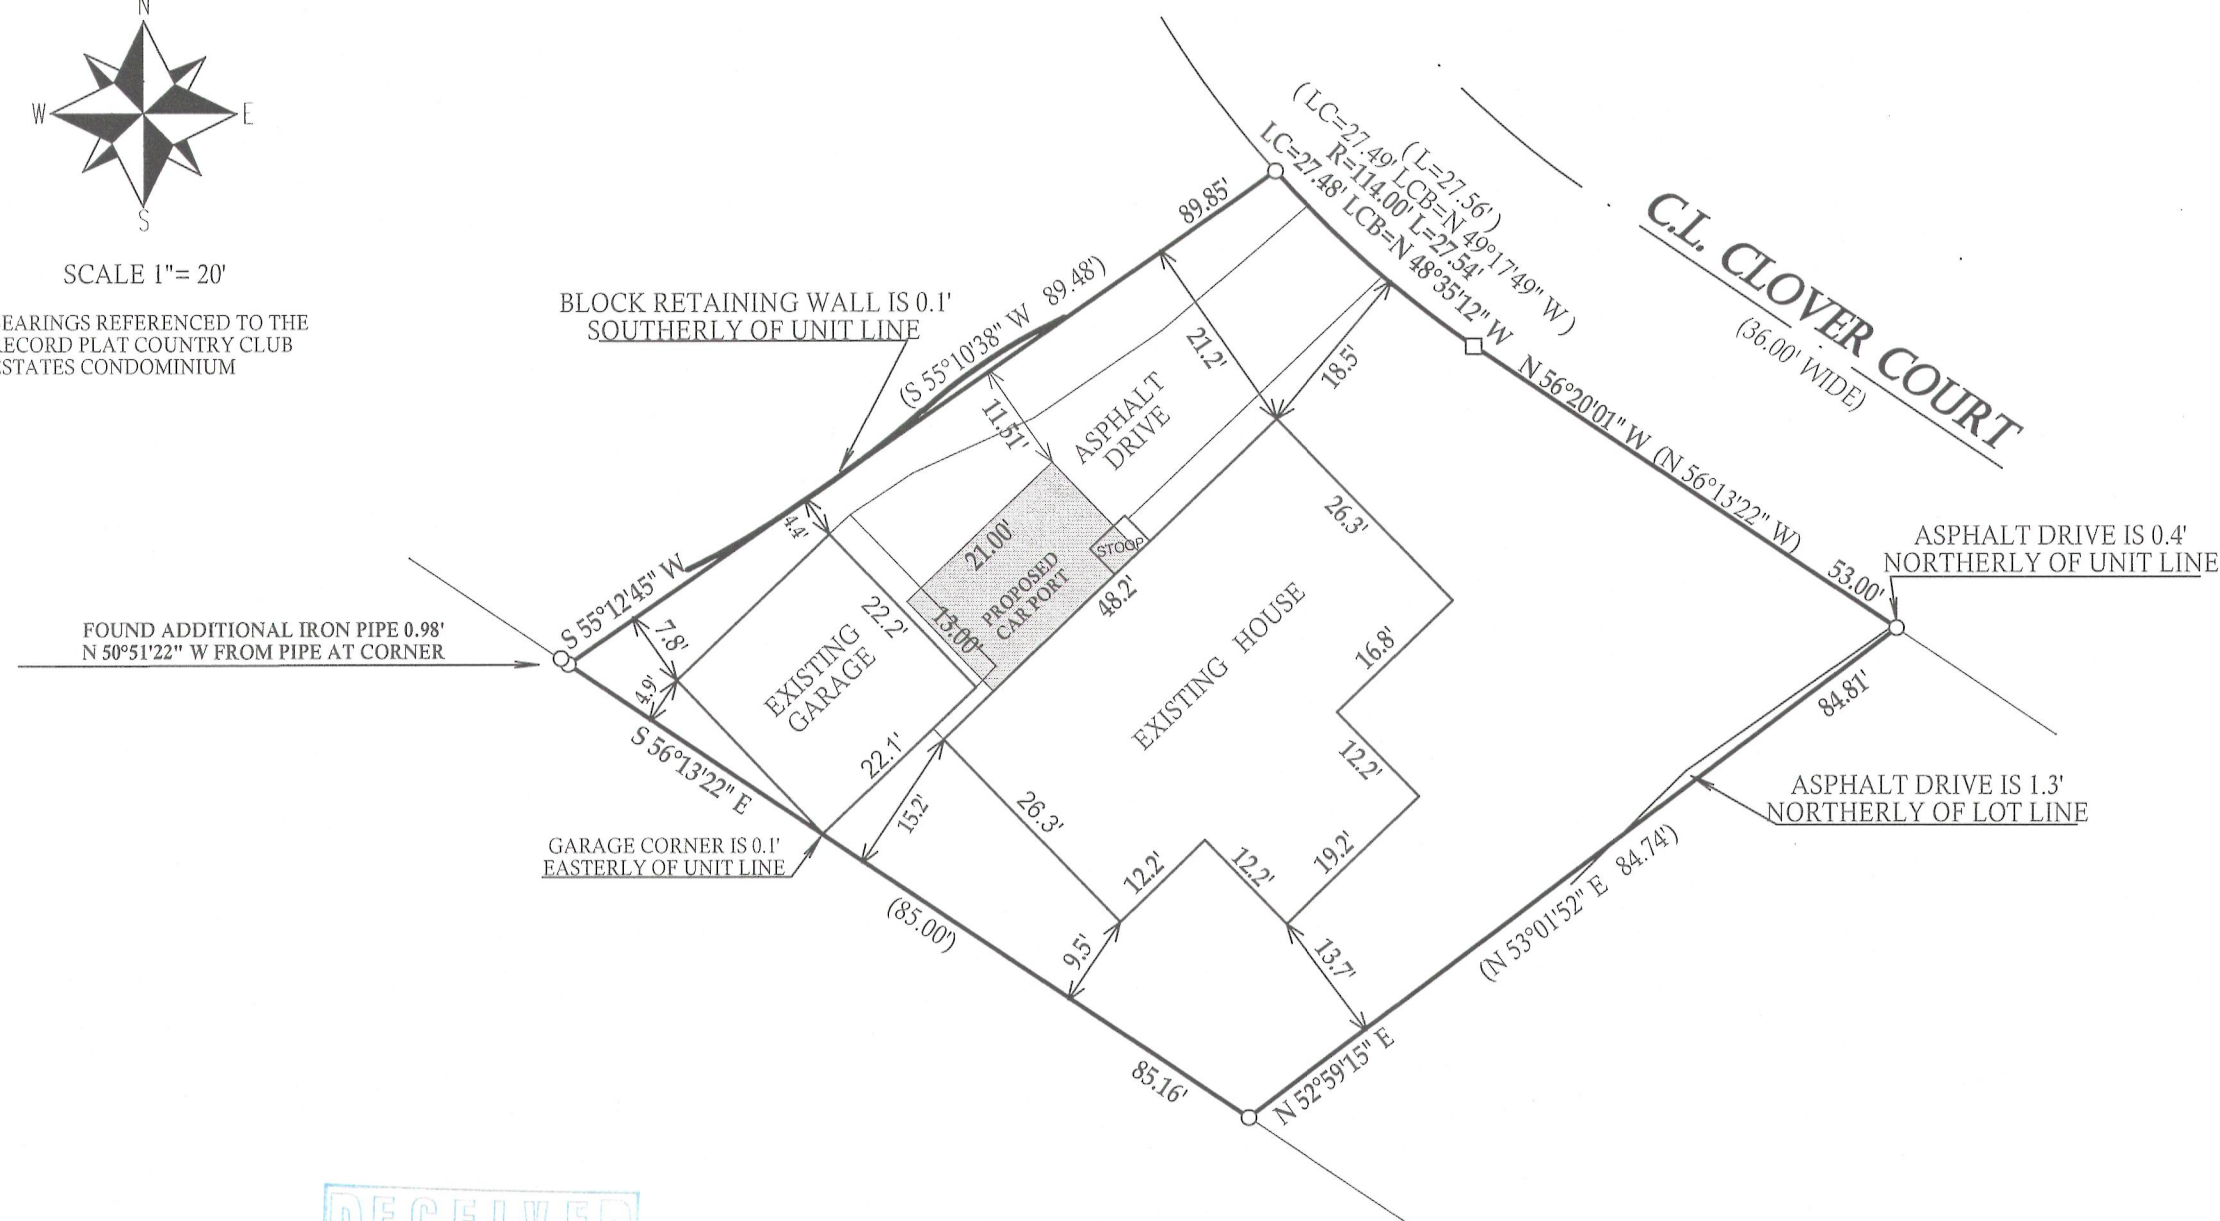 N
W
E
S
SCALE 1"= 20'
EARINGS REFERENCED TO THE
RECORD PLAT COUNTRY CLUB
ESTATES CONDOMINIUM
BLOCK RETAINING WALL IS 0.1'
SOUTHERLY OF UNIT LINE
(LC=27.49' LCB=N 49°17'49" W)
(L=27.56')
R=114.00' L=27.54'
LC=27.48' LCB=N 48°35'12" W
C.L. CLOVER COURT
(36.00' WIDE)
89.85'
(S 55°10'38" W 89.48')
S 55°12'45" W
N 56°20'01" W (N 56°13'22" W)
53.00'
ASPHALT DRIVE IS 0.4'
NORTHERLY OF UNIT LINE
21.2'
18.5'
11.51'
ASPHALT
DRIVE
4.4'
21.00'
PROPOSED
CAR PORT
13.00'
STOOP
48.2'
26.3'
16.8'
12.2'
19.2'
EXISTING HOUSE
22.2'
EXISTING
GARAGE
7.8'
4.9'
22.1'
15.2'
26.3'
12.2'
12.2'
9.5'
13.7'
FOUND ADDITIONAL IRON PIPE 0.98'
N 50°51'22" W FROM PIPE AT CORNER
S 56°13'22" E
GARAGE CORNER IS 0.1'
EASTERLY OF UNIT LINE
(85.00')
85.16'
84.81'
ASPHALT DRIVE IS 1.3'
NORTHERLY OF LOT LINE
(N 53°01'52" E 84.74')
N 52°59'15" E
RECEIVED